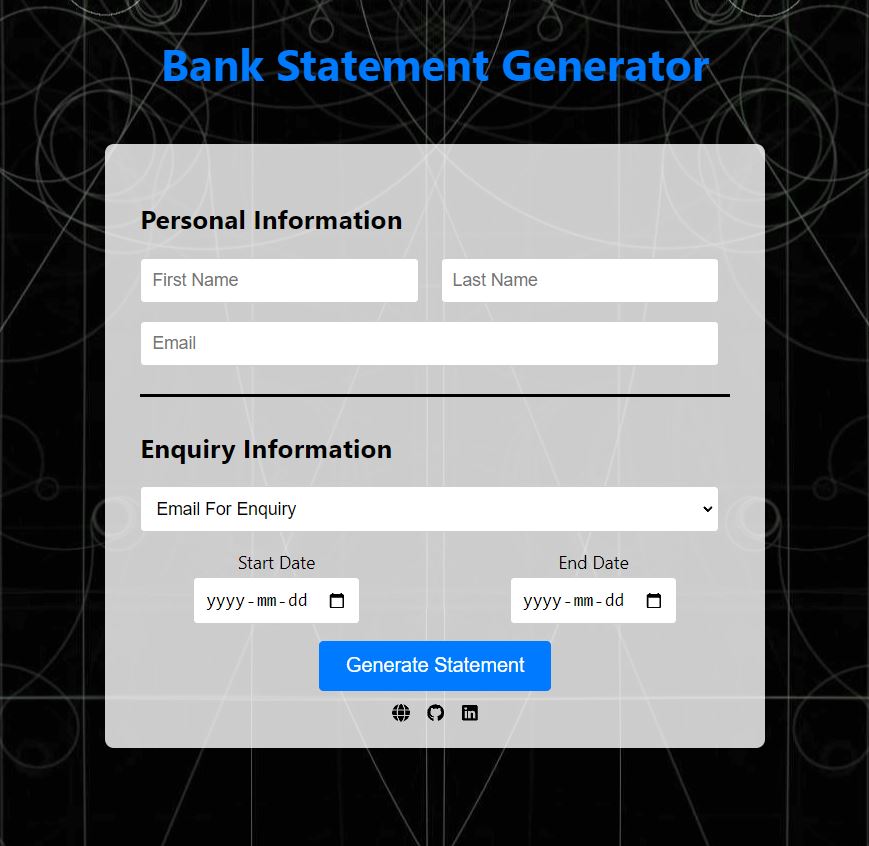 Bank Statement Generator
Personal Information
First Name Last Name
Email
Enquiry Information
Email For Enquiry
Start Date End Date
yyyy-mm-dd yyyy-mm-dd
Generate Statement
in